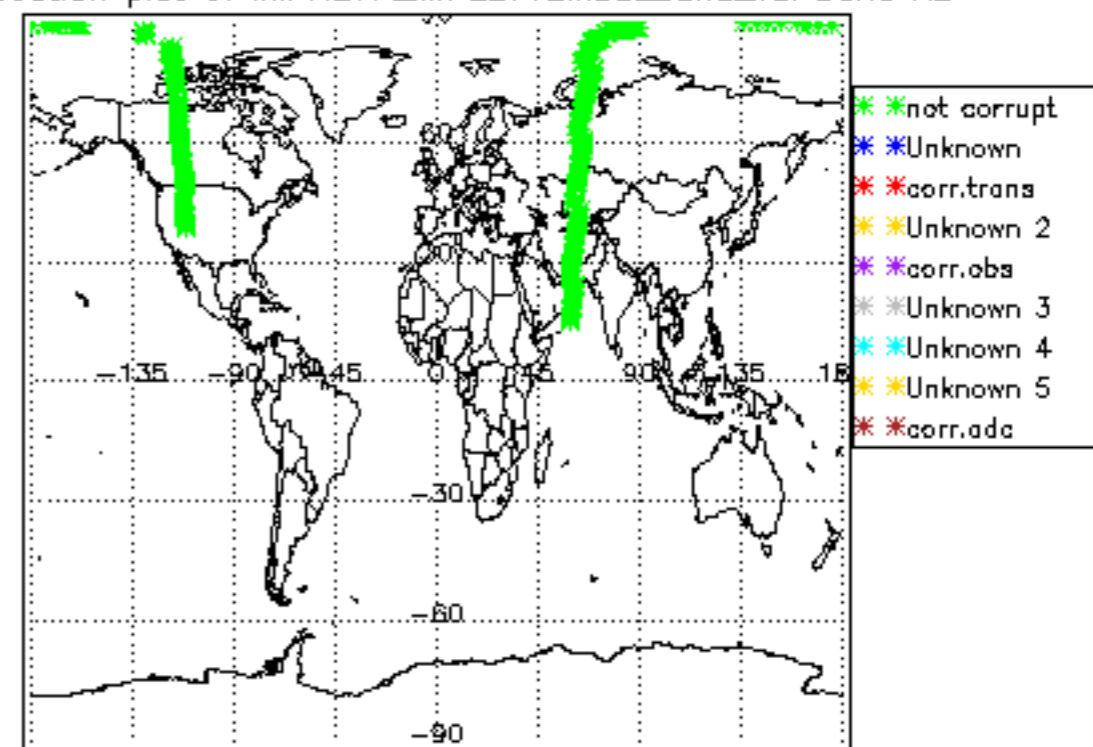 not corrupt
Unknown
corr.trans
Unknown 2
corr.obs
Unknown 3
Unknown 4
Unknown 5
corr.adc
60
-135 -90 45 0 45 90 135
-30
-60
-90